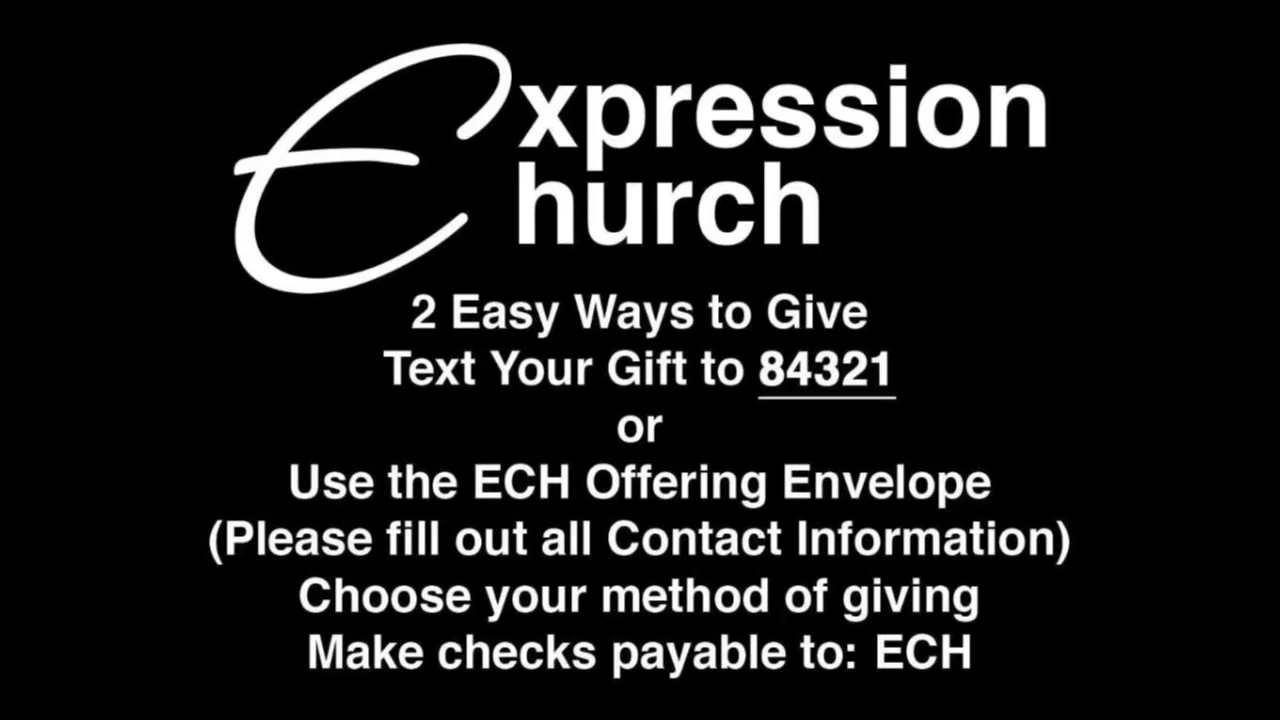 Expression
Church
2 Easy Ways to Give
Text Your Gift to 84321
or
Use the ECH Offering Envelope
(Please fill out all Contact Information)
Choose your method of giving
Make checks payable to: ECH